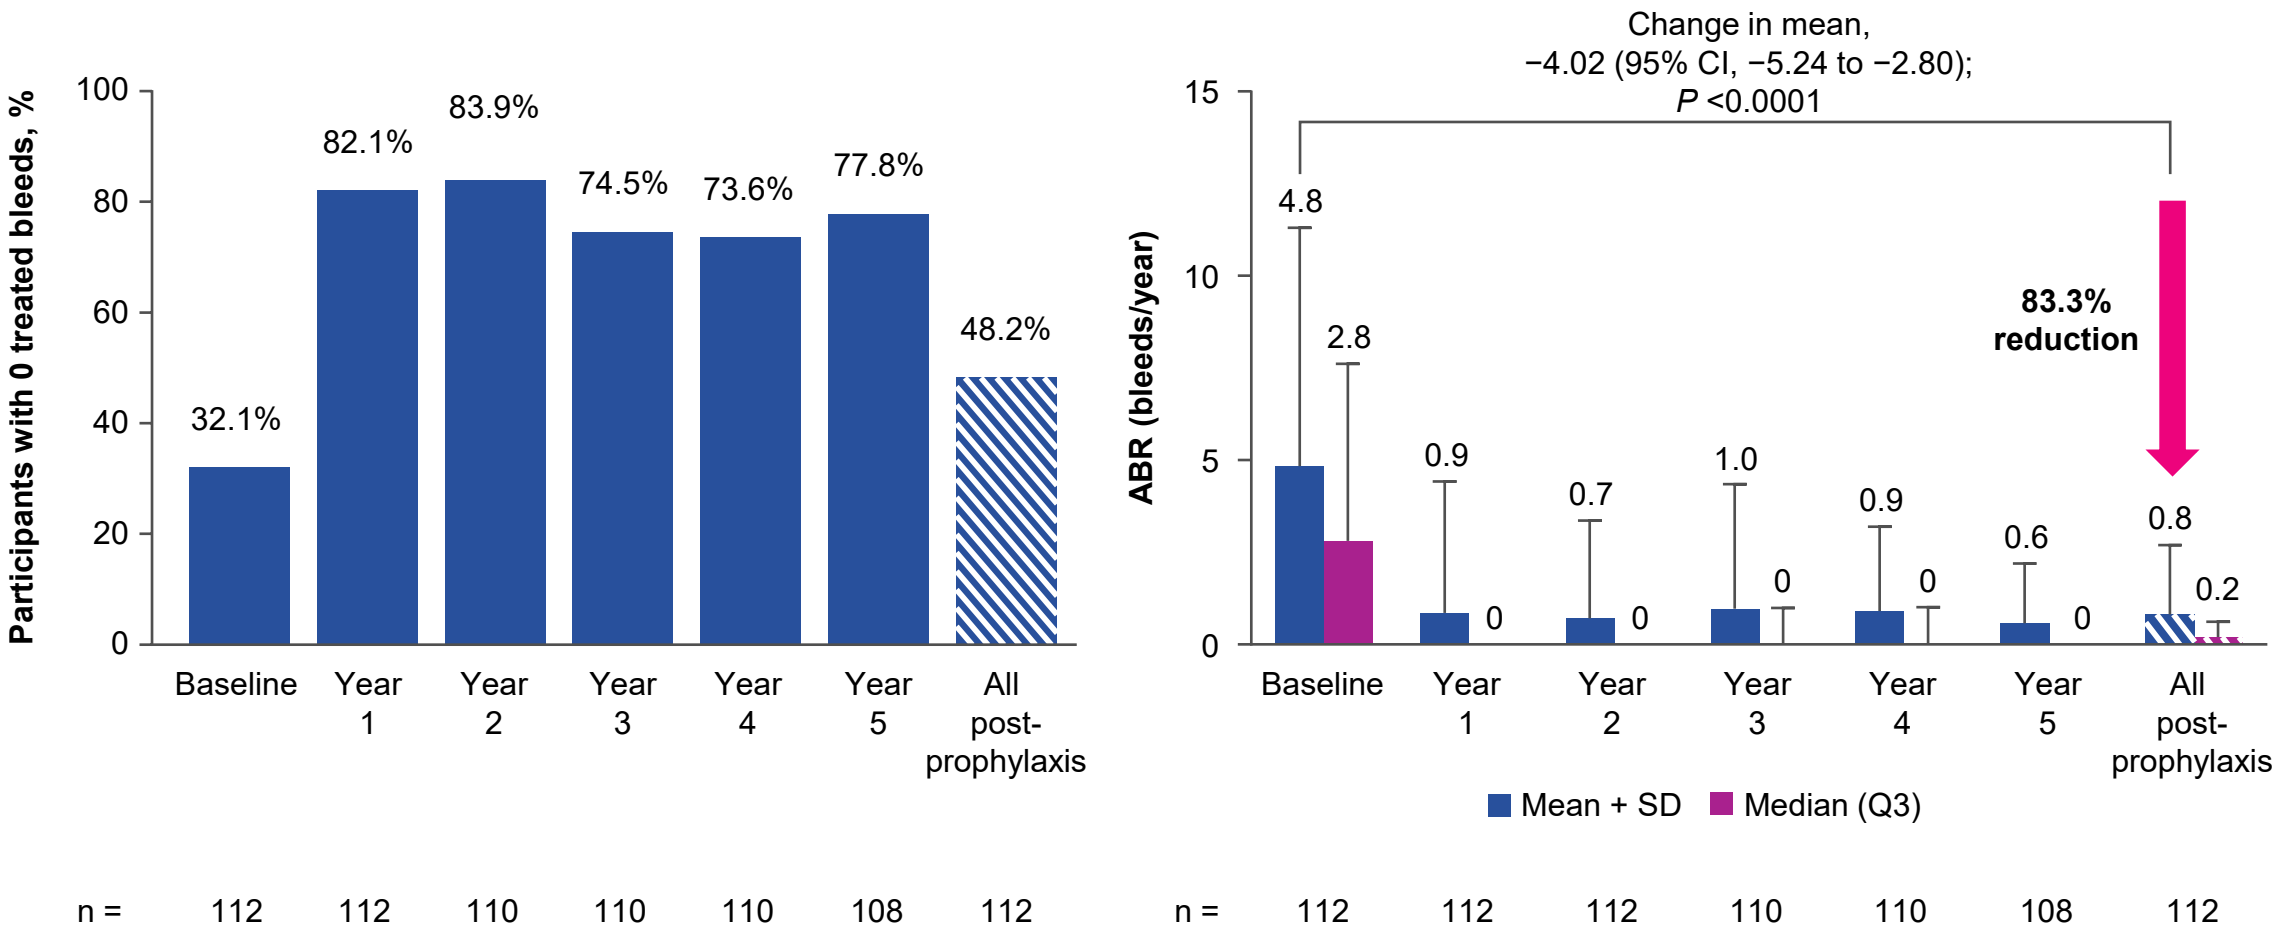 Participants with 0 treated bleeds, %
100
80
60
40
20
0
32.1%
82.1%
83.9%
74.5%
73.6%
77.8%
48.2%
Baseline
Year
1
Year
2
Year
3
Year
4
Year
5
All
post-
prophylaxis
n =
112
112
110
110
110
108
112
Change in mean,
−4.02 (95% CI, −5.24 to −2.80);
P <0.0001
ABR (bleeds/year)
15
10
5
0
4.8
2.8
0.9
0
0.7
0
1.0
0
0.9
0
0.6
0
0.8
0.2
83.3%
reduction
Baseline
Year
1
Year
2
Year
3
Year
4
Year
5
All
post-
prophylaxis
Mean + SD
Median (Q3)
n =
112
112
112
110
110
108
112